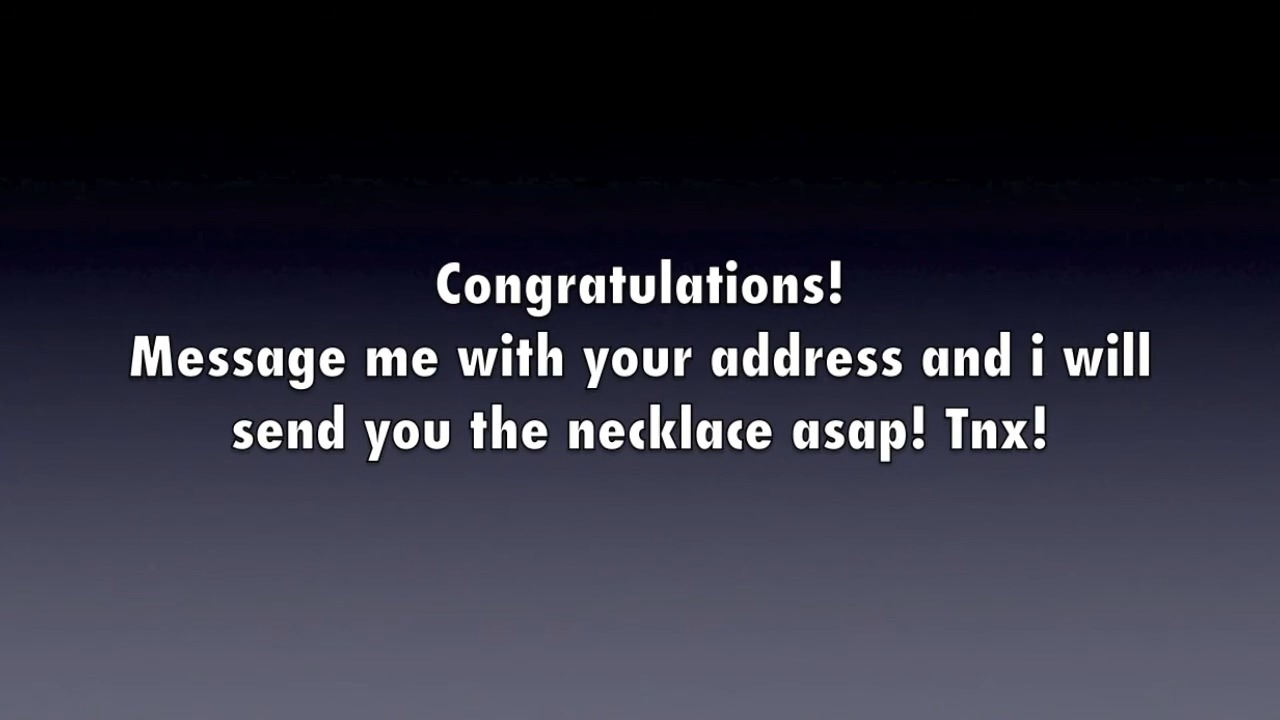 Congratulations!
Message me with your address and i will
send you the necklace asap! Tnx!